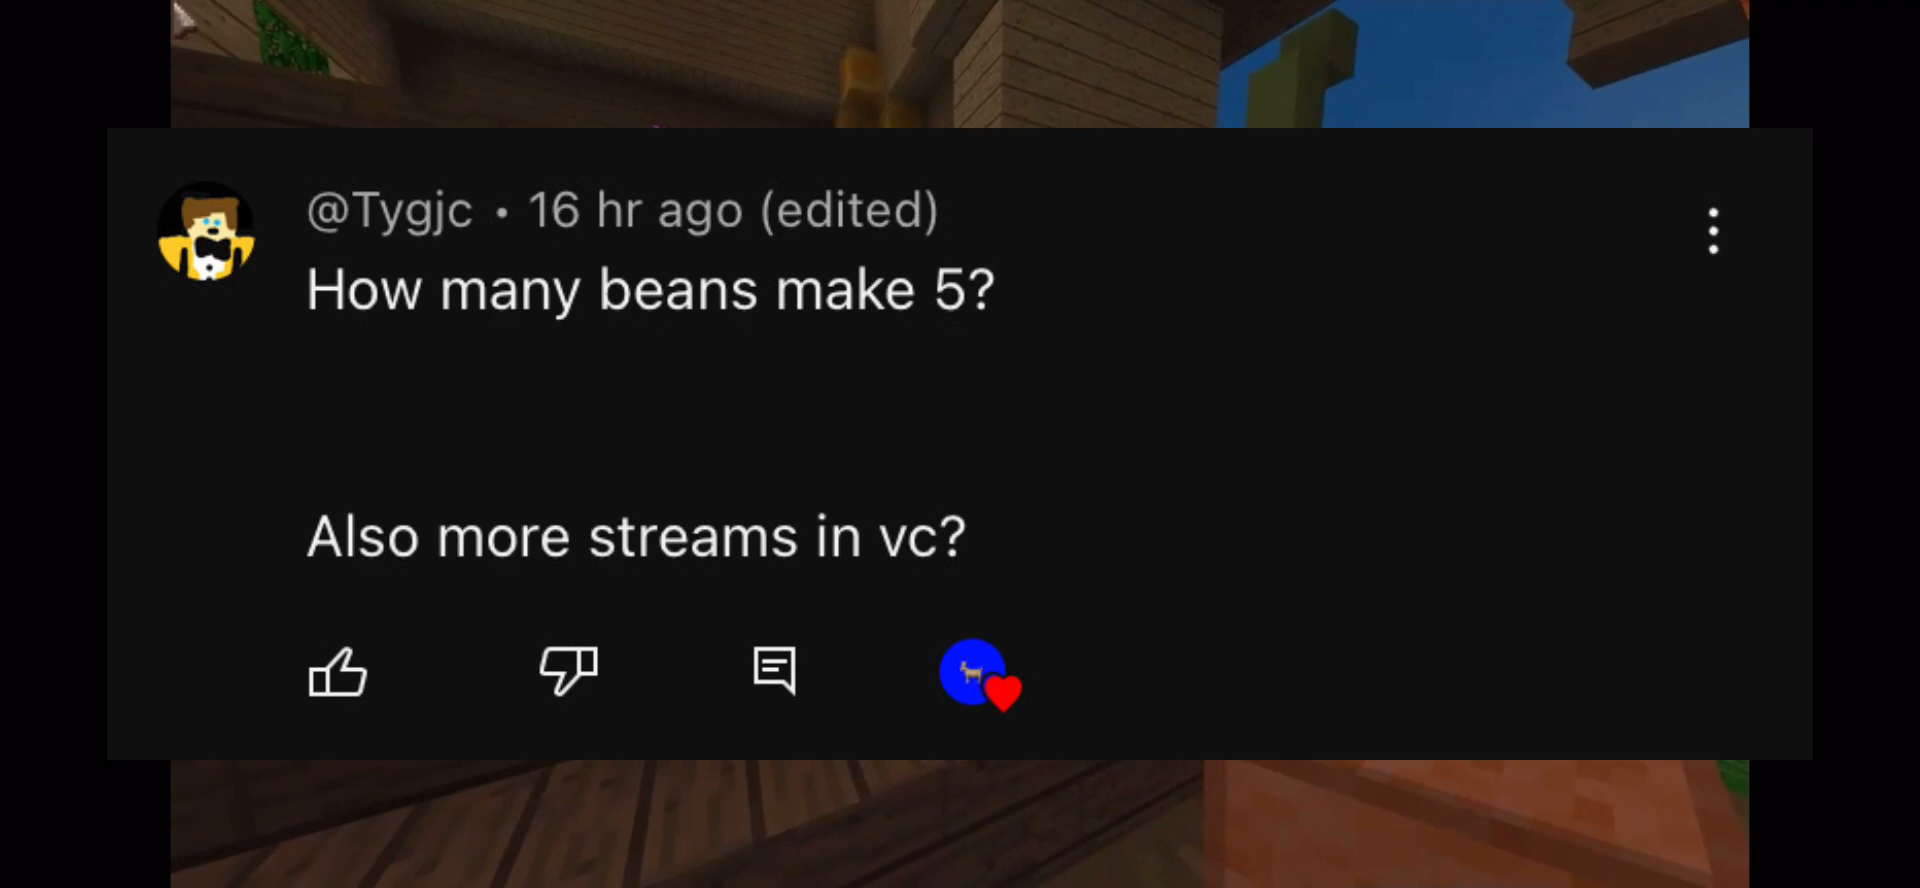 @Tygjc • 16 hr ago (edited)
How many beans make 5?
Also more streams in vc?